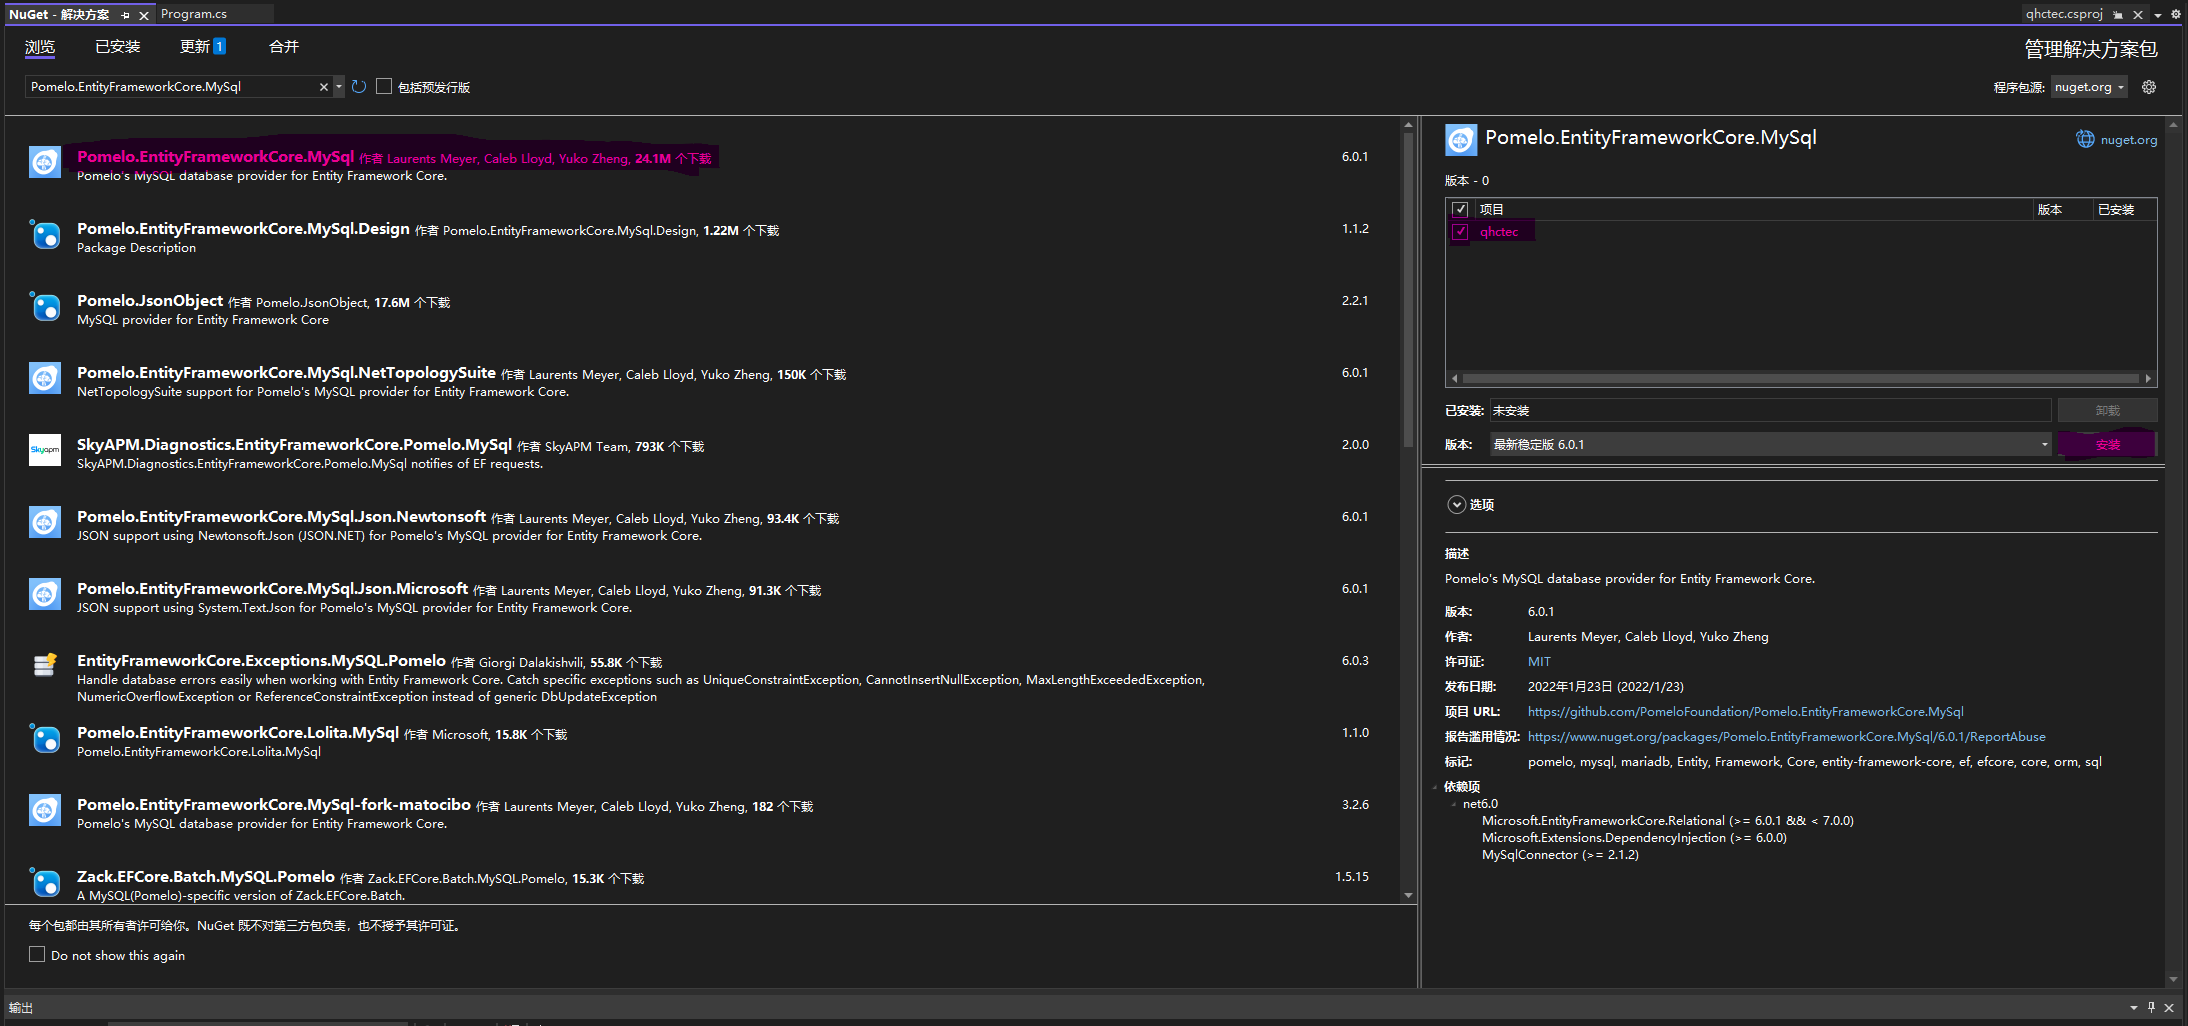 NuGet - 解决方案
Program.cs
qhctec.csproj
浏览
已安装
更新 1
合并
管理解决方案包
Pomelo.EntityFrameworkCore.MySql
包括预发行版
程序包源: nuget.org
Pomelo.EntityFrameworkCore.MySql 作者 Laurents Meyer, Caleb Lloyd, Yuko Zheng, 24.1M 个下载
6.0.1
Pomelo's MySQL database provider for Entity Framework Core.
Pomelo.EntityFrameworkCore.MySql.Design 作者 Pomelo.EntityFrameworkCore.MySql.Design, 1.22M 个下载
1.1.2
Package Description
Pomelo.JsonObject 作者 Pomelo.JsonObject, 17.6M 个下载
2.2.1
MySQL provider for Entity Framework Core
Pomelo.EntityFrameworkCore.MySql.NetTopologySuite 作者 Laurents Meyer, Caleb Lloyd, Yuko Zheng, 150K 个下载
6.0.1
NetTopologySuite support for Pomelo's MySQL provider for Entity Framework Core.
Skyapm
SkyAPM.Diagnostics.EntityFrameworkCore.Pomelo.MySql 作者 SkyAPM Team, 793K 个下载
2.0.0
SkyAPM.Diagnostics.EntityFrameworkCore.Pomelo.MySql notifies of EF requests.
Pomelo.EntityFrameworkCore.MySql.Json.Newtonsoft 作者 Laurents Meyer, Caleb Lloyd, Yuko Zheng, 93.4K 个下载
6.0.1
JSON support using Newtonsoft.Json (JSON.NET) for Pomelo's MySQL provider for Entity Framework Core.
Pomelo.EntityFrameworkCore.MySql.Json.Microsoft 作者 Laurents Meyer, Caleb Lloyd, Yuko Zheng, 91.3K 个下载
6.0.1
JSON support using System.Text.Json for Pomelo's MySQL provider for Entity Framework Core.
EntityFrameworkCore.Exceptions.MySQL.Pomelo 作者 Giorgi Dalakishvili, 55.8K 个下载
6.0.3
Handle database errors easily when working with Entity Framework Core. Catch specific exceptions such as UniqueConstraintException, CannotInsertNullException, MaxLengthExceededException,
NumericOverflowException or ReferenceConstraintException instead of generic DbUpdateException
Pomelo.EntityFrameworkCore.Lolita.MySql 作者 Microsoft, 15.8K 个下载
1.1.0
Pomelo.EntityFrameworkCore.Lolita.MySql
Pomelo.EntityFrameworkCore.MySql-fork-matocibo 作者 Laurents Meyer, Caleb Lloyd, Yuko Zheng, 182 个下载
3.2.6
Pomelo's MySQL database provider for Entity Framework Core.
Zack.EFCore.Batch.MySQL.Pomelo 作者 Zack.EFCore.Batch.MySQL.Pomelo, 15.3K 个下载
1.5.15
A MySQL(Pomelo)-specific version of Zack.EFCore.Batch.
每个包都由其所有者许可给你。NuGet 既不对第三方包负责，也不授予其许可证。
Do not show this again
Pomelo.EntityFrameworkCore.MySql
nuget.org
版本 - 0
项目 版本 已安装
qhctec
已安装: 未安装 卸载
版本: 最新稳定版 6.0.1 安装
选项
描述
Pomelo's MySQL database provider for Entity Framework Core.
版本: 6.0.1
作者: Laurents Meyer, Caleb Lloyd, Yuko Zheng
许可证: MIT
发布日期: 2022年1月23日 (2022/1/23)
项目 URL: https://github.com/PomeloFoundation/Pomelo.EntityFrameworkCore.MySql
报告滥用情况: https://www.nuget.org/packages/Pomelo.EntityFrameworkCore.MySql/6.0.1/ReportAbuse
标记: pomelo, mysql, mariadb, Entity, Framework, Core, entity-framework-core, ef, efcore, core, orm, sql
依赖项
net6.0
Microsoft.EntityFrameworkCore.Relational (>= 6.0.1 && < 7.0.0)
Microsoft.Extensions.DependencyInjection (>= 6.0.0)
MySqlConnector (>= 2.1.2)
输出